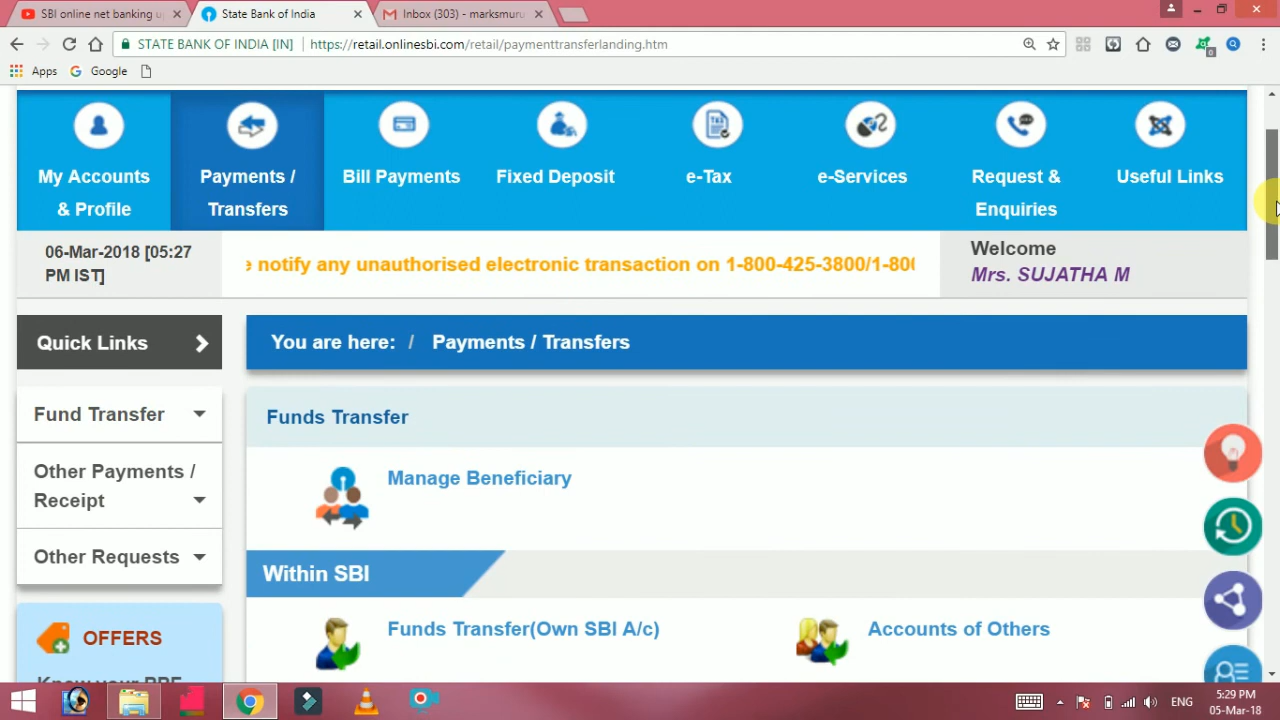 SBI online net banking u
State Bank of India
Inbox (303) - marksmuru
STATE BANK OF INDIA [IN]
https://retail.onlinesbi.com/retail/paymenttransferlanding.htm
Apps
Google
My Accounts
& Profile
Payments /
Transfers
Bill Payments
Fixed Deposit
e-Tax
e-Services
Request &
Enquiries
Useful Links
06-Mar-2018 [05:27
PM IST]
e notify any unauthorised electronic transaction on 1-800-425-3800/1-800
Welcome
Mrs. SUJATHA M
Quick Links
You are here: / Payments / Transfers
Fund Transfer
Other Payments /
Receipt
Other Requests
OFFERS
Know your PPF
Funds Transfer
Manage Beneficiary
Within SBI
Funds Transfer(Own SBI A/c)
Accounts of Others
ENG
5:29 PM
05-Mar-18